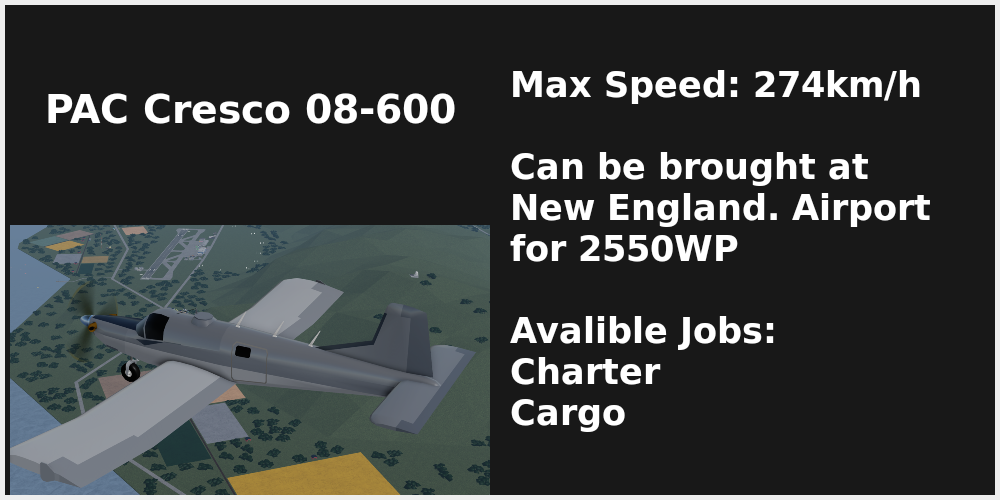 PAC Cresco 08-600
Max Speed: 274km/h
Can be brought at
New England. Airport
for 2550WP
Avalible Jobs:
Charter
Cargo